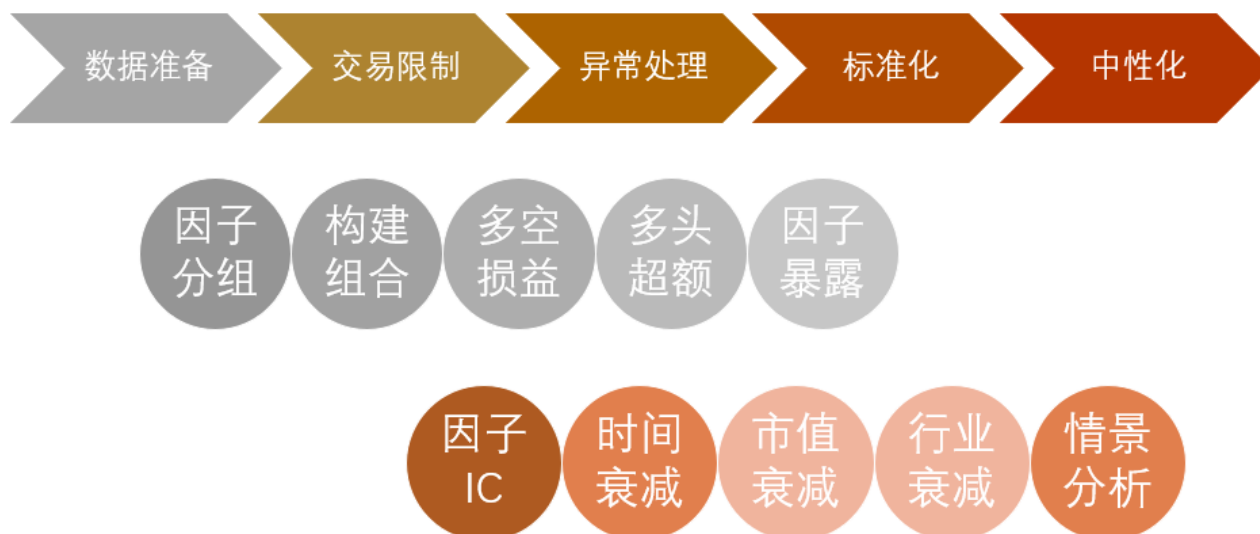 数据准备
交易限制
异常处理
标准化
中性化
因子
分组
构建
组合
多空
损益
多头
超额
因子
暴露
因子
IC
时间
衰减
市值
衰减
行业
衰减
情景
分析